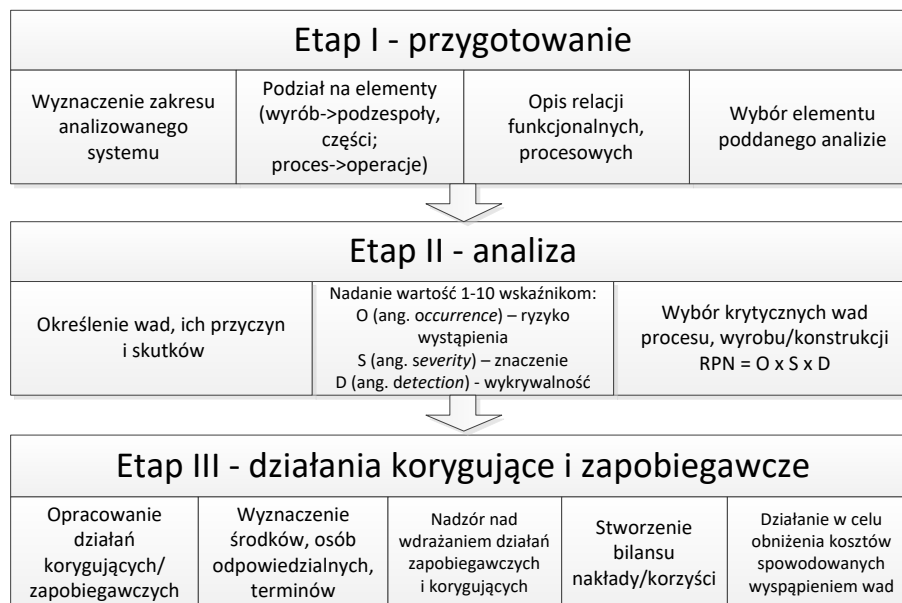 Etap I - przygotowanie
Wyznaczenie zakresu
analizowanego
systemu
Podział na elementy
(wyrób->podzespoły,
części;
proces->operacje)
Opis relacji
funkcjonalnych,
procesowych
Wybór elementu
poddanego analizie
Etap II - analiza
Określenie wad, ich przyczyn
i skutków
Nadanie wartość 1-10 wskaźnikom:
O (ang. occurrence) – ryzyko
wystąpienia
S (ang. severity) – znaczenie
D (ang. detection) - wykrywalność
Wybór krytycznych wad
procesu, wyrobu/konstrukcji
RPN = O x S x D
Etap III - działania korygujące i zapobiegawcze
Opracowanie
działań
korygujących/
zapobiegawczych
Wyznaczenie
środków, osób
odpowiedzialnych,
terminów
Nadzór nad
wdrażaniem działań
zapobiegawczych
i korygujących
Stworzenie
bilansu
nakłady/korzyści
Działanie w celu
obniżenia kosztów
spowodowanych
wyspąpieniem wad